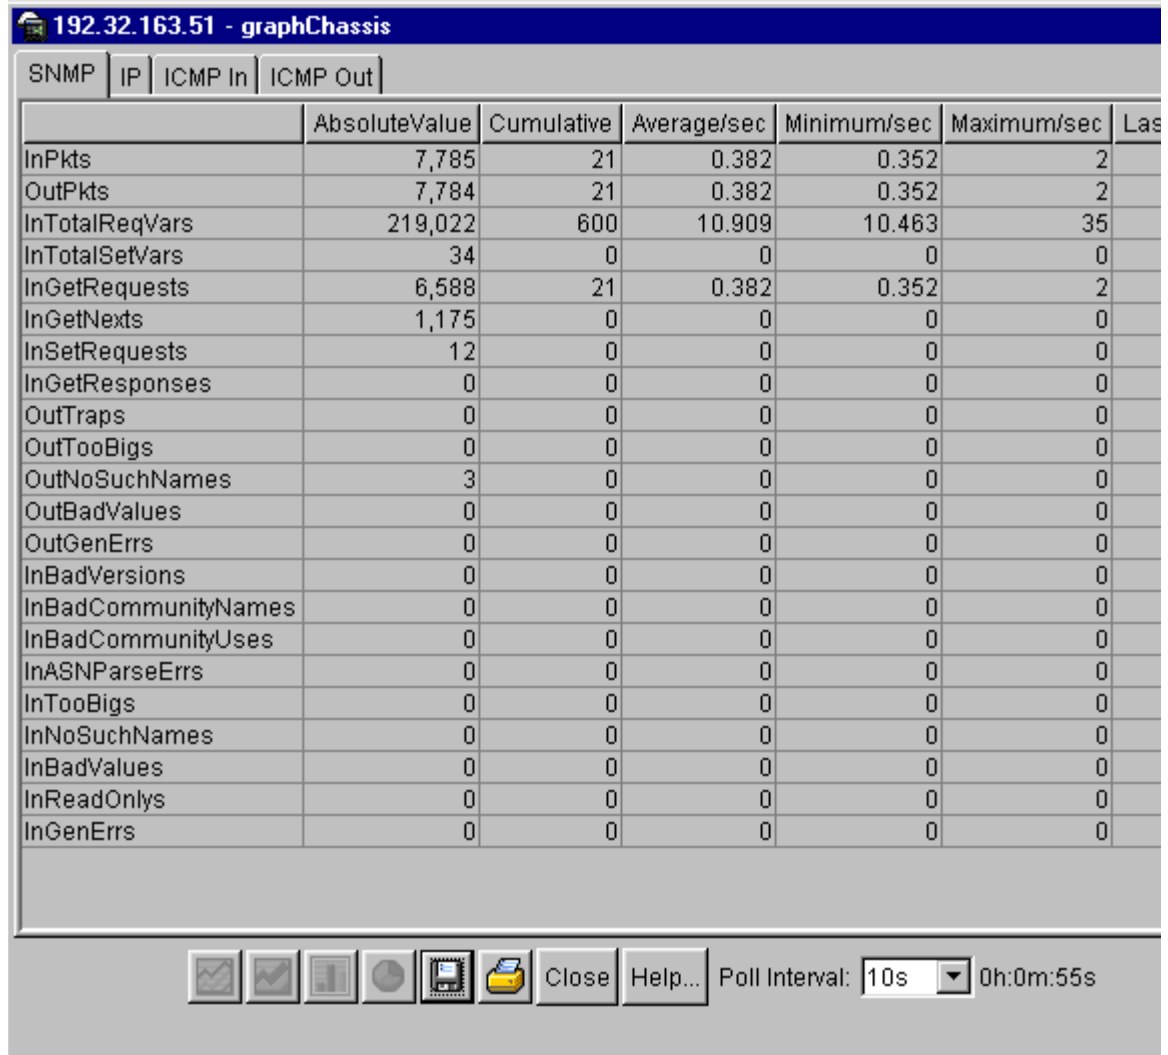 192.32.163.51 - graphChassis
SNMP IP ICMP In ICMP Out
AbsoluteValue Cumulative Average/sec Minimum/sec Maximum/sec Las
InPkts 7,785 21 0.382 0.352 2
OutPkts 7,784 21 0.382 0.352 2
InTotalReqVars 219,022 600 10.909 10.463 35
InTotalSetVars 34 0 0 0 0
InGetRequests 6,588 21 0.382 0.352 2
InGetNexts 1,175 0 0 0 0
InSetRequests 12 0 0 0 0
InGetResponses 0 0 0 0 0
OutTraps 0 0 0 0 0
OutTooBigs 0 0 0 0 0
OutNoSuchNames 3 0 0 0 0
OutBadValues 0 0 0 0 0
OutGenErrs 0 0 0 0 0
InBadVersions 0 0 0 0 0
InBadCommunityNames 0 0 0 0 0
InBadCommunityUses 0 0 0 0 0
InASNParseErrs 0 0 0 0 0
InTooBigs 0 0 0 0 0
InNoSuchNames 0 0 0 0 0
InBadValues 0 0 0 0 0
InReadOnlys 0 0 0 0 0
InGenErrs 0 0 0 0 0
Close Help... Poll Interval: 10s 0h:0m:55s